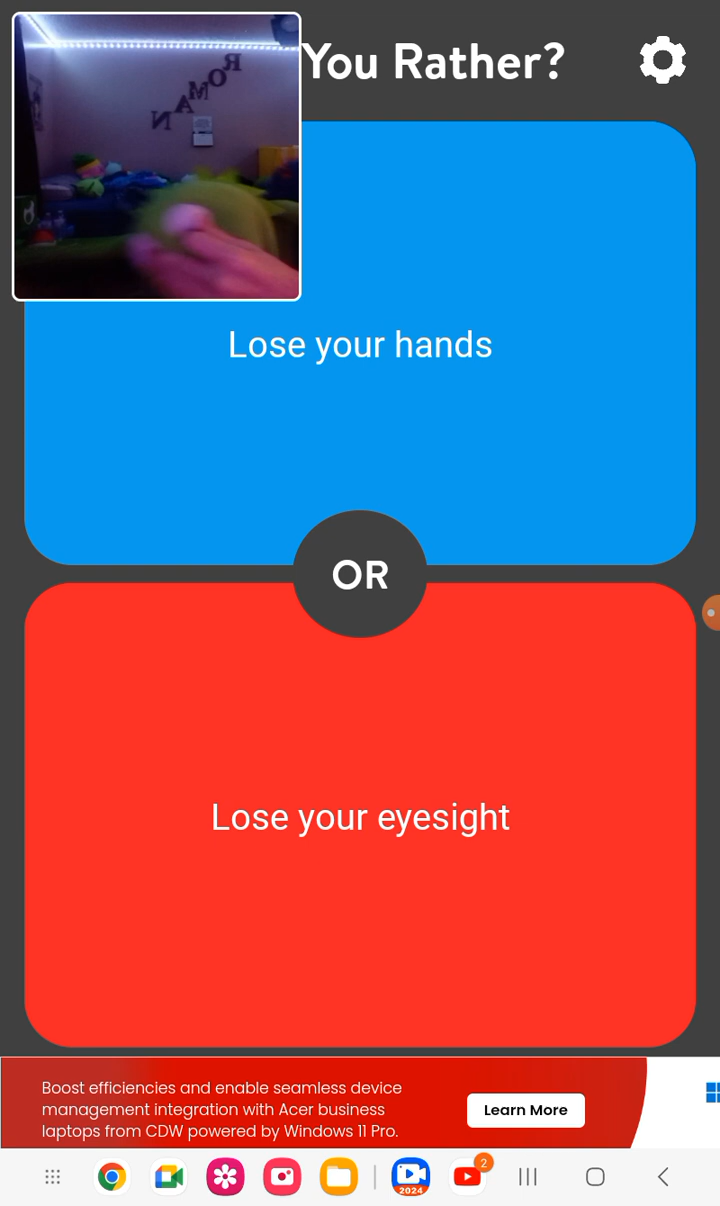 You Rather?
ROMAN
Lose your hands
OR
Lose your eyesight
Boost efficiencies and enable seamless device
management integration with Acer business
laptops from CDW powered by Windows 11 Pro.
Learn More
2024
2